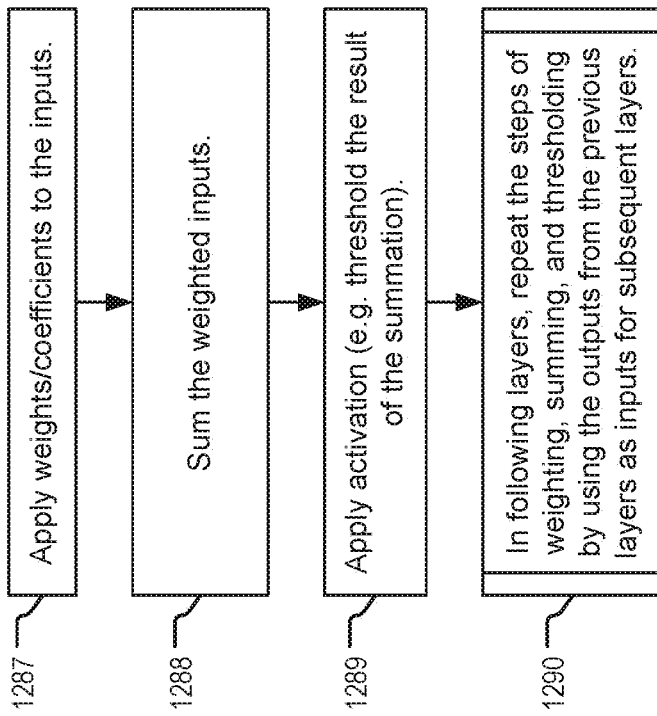 1287
Apply weights/coefficients to the inputs.
1288
Sum the weighted inputs.
1289
Apply activation (e.g. threshold the result
of the summation).
1290
In following layers, repeat the steps of
weighting, summing, and thresholding
by using the outputs from the previous
layers as inputs for subsequent layers.